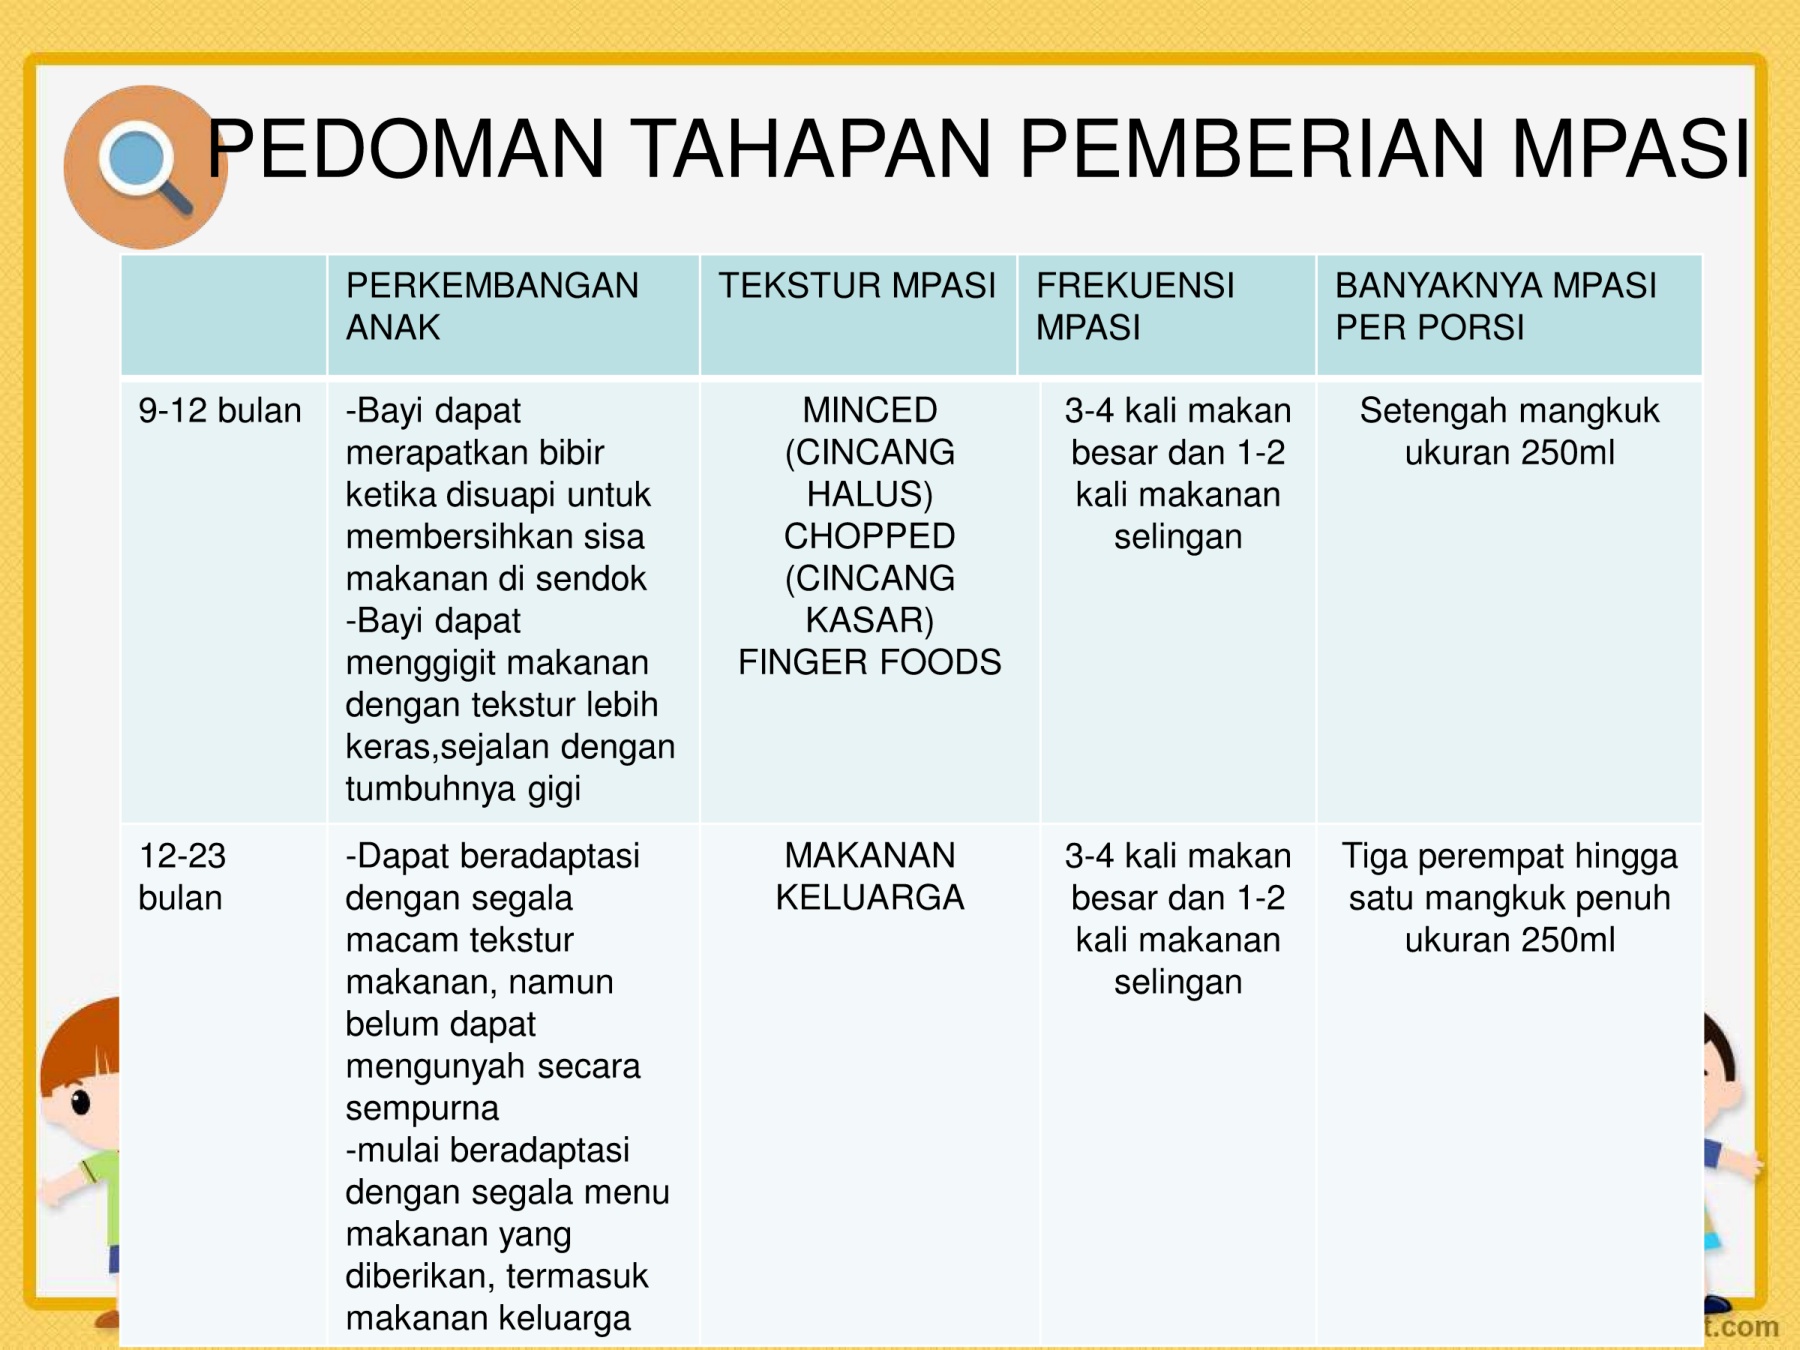 PEDOMAN TAHAPAN PEMBERIAN MPASI
PERKEMBANGAN
ANAK
TEKSTUR MPASI
FREKUENSI
MPASI
BANYAKNYA MPASI
PER PORSI
9-12 bulan
-Bayi dapat
merapatkan bibir
ketika disuapi untuk
membersihkan sisa
makanan di sendok
-Bayi dapat
menggigit makanan
dengan tekstur lebih
keras,sejalan dengan
tumbuhnya gigi
MINCED
(CINCANG
HALUS)
CHOPPED
(CINCANG
KASAR)
FINGER FOODS
3-4 kali makan
besar dan 1-2
kali makanan
selingan
Setengah mangkuk
ukuran 250ml
12-23
bulan
-Dapat beradaptasi
dengan segala
macam tekstur
makanan, namun
belum dapat
mengunyah secara
sempurna
-mulai beradaptasi
dengan segala menu
makanan yang
diberikan, termasuk
makanan keluarga
MAKANAN
KELUARGA
3-4 kali makan
besar dan 1-2
kali makanan
selingan
Tiga perempat hingga
satu mangkuk penuh
ukuran 250ml
t.com